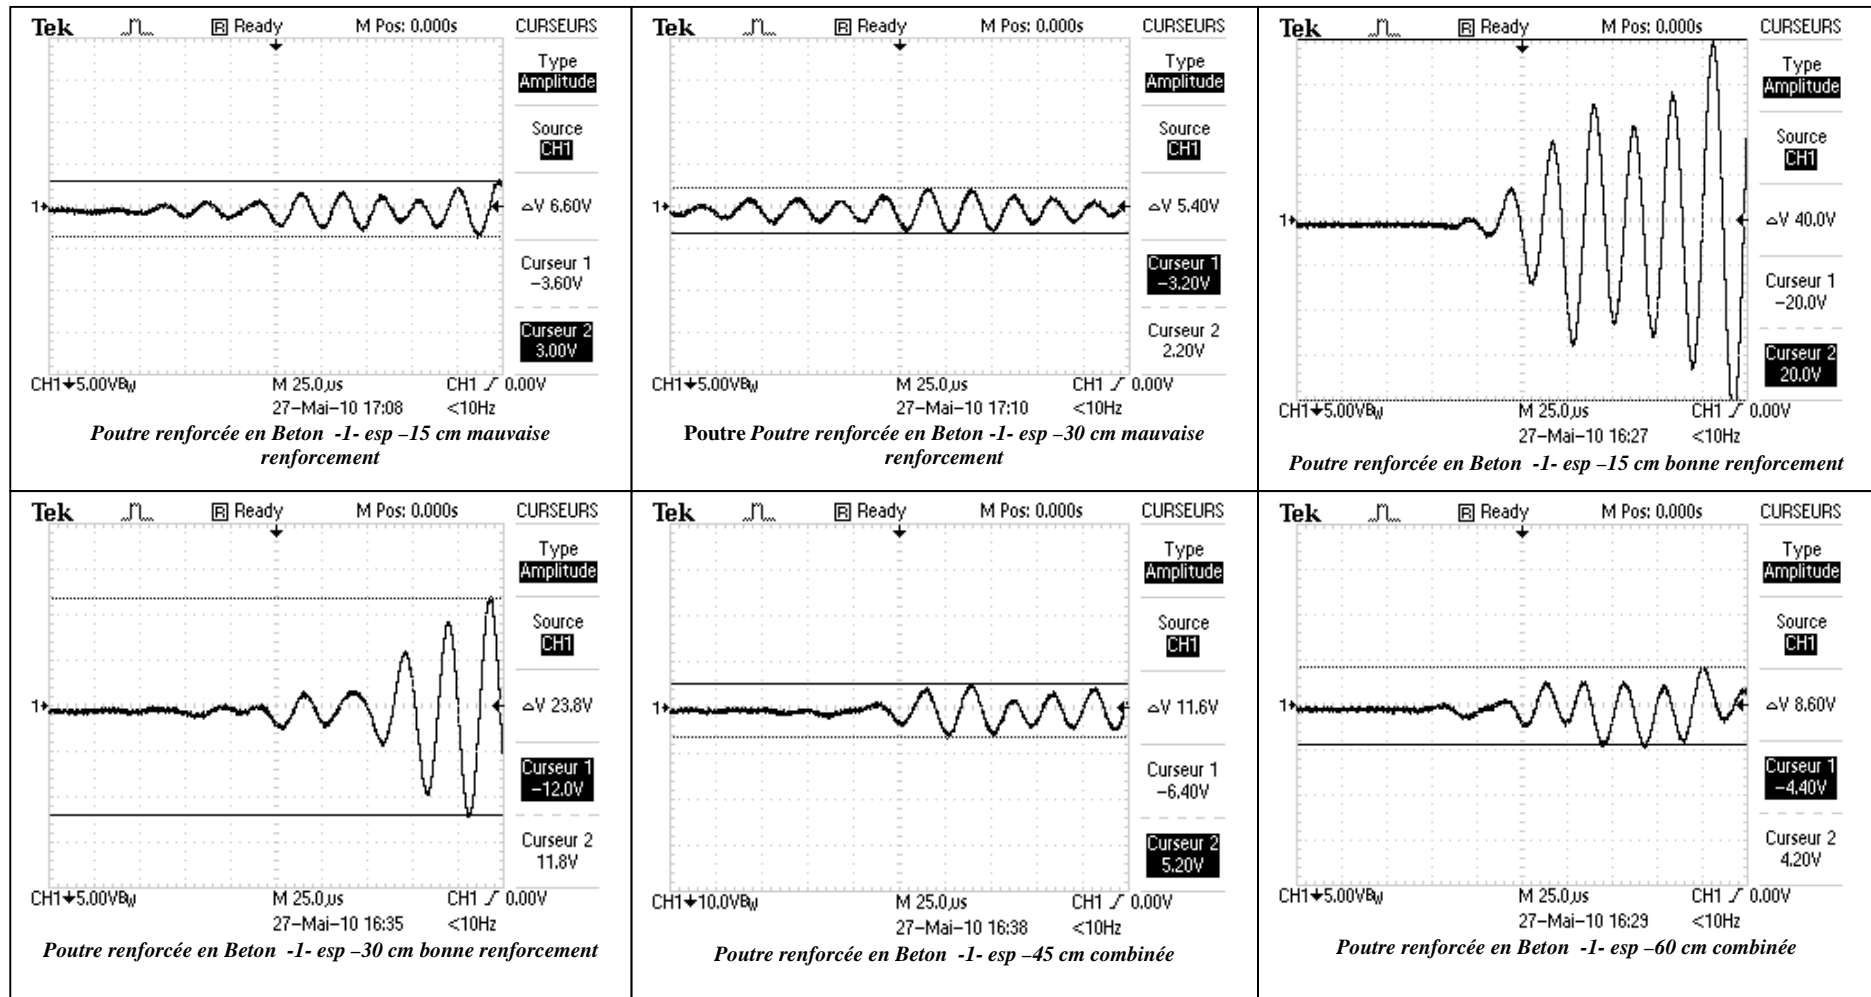 Tek R Ready M Pos: 0.000s CURSEURS
Type
Amplitude
Source
CH1
1
△V 6.60V
Curseur 1
−3.60V
Curseur 2
3.00V
CH1 5.00VBW M 25.0µs CH1 0.00V
27−Mai−10 17:08 <10Hz
Poutre renforcée en Beton -1- esp –15 cm mauvaise
renforcement
Tek R Ready M Pos: 0.000s CURSEURS
Type
Amplitude
Source
CH1
1
△V 5.40V
Curseur 1
−3.20V
Curseur 2
2.20V
CH1 5.00VBW M 25.0µs CH1 0.00V
27−Mai−10 17:10 <10Hz
Poutre Poutre renforcée en Beton -1- esp –30 cm mauvaise
renforcement
Tek R Ready M Pos: 0.000s CURSEURS
Type
Amplitude
Source
CH1
1
△V 40.0V
Curseur 1
−20.0V
Curseur 2
20.0V
CH1 5.00VBW M 25.0µs CH1 0.00V
27−Mai−10 16:27 <10Hz
Poutre renforcée en Beton -1- esp –15 cm bonne renforcement
Tek R Ready M Pos: 0.000s CURSEURS
Type
Amplitude
Source
CH1
1
△V 23.8V
Curseur 1
−12.0V
Curseur 2
11.8V
CH1 5.00VBW M 25.0µs CH1 0.00V
27−Mai−10 16:35 <10Hz
Poutre renforcée en Beton -1- esp –30 cm bonne renforcement
Tek R Ready M Pos: 0.000s CURSEURS
Type
Amplitude
Source
CH1
1
△V 11.6V
Curseur 1
−6.40V
Curseur 2
5.20V
CH1 10.0VBW M 25.0µs CH1 0.00V
27−Mai−10 16:38 <10Hz
Poutre renforcée en Beton -1- esp –45 cm combinée
Tek R Ready M Pos: 0.000s CURSEURS
Type
Amplitude
Source
CH1
1
△V 8.60V
Curseur 1
−4.40V
Curseur 2
4.20V
CH1 5.00VBW M 25.0µs CH1 0.00V
27−Mai−10 16:29 <10Hz
Poutre renforcée en Beton -1- esp –60 cm combinée